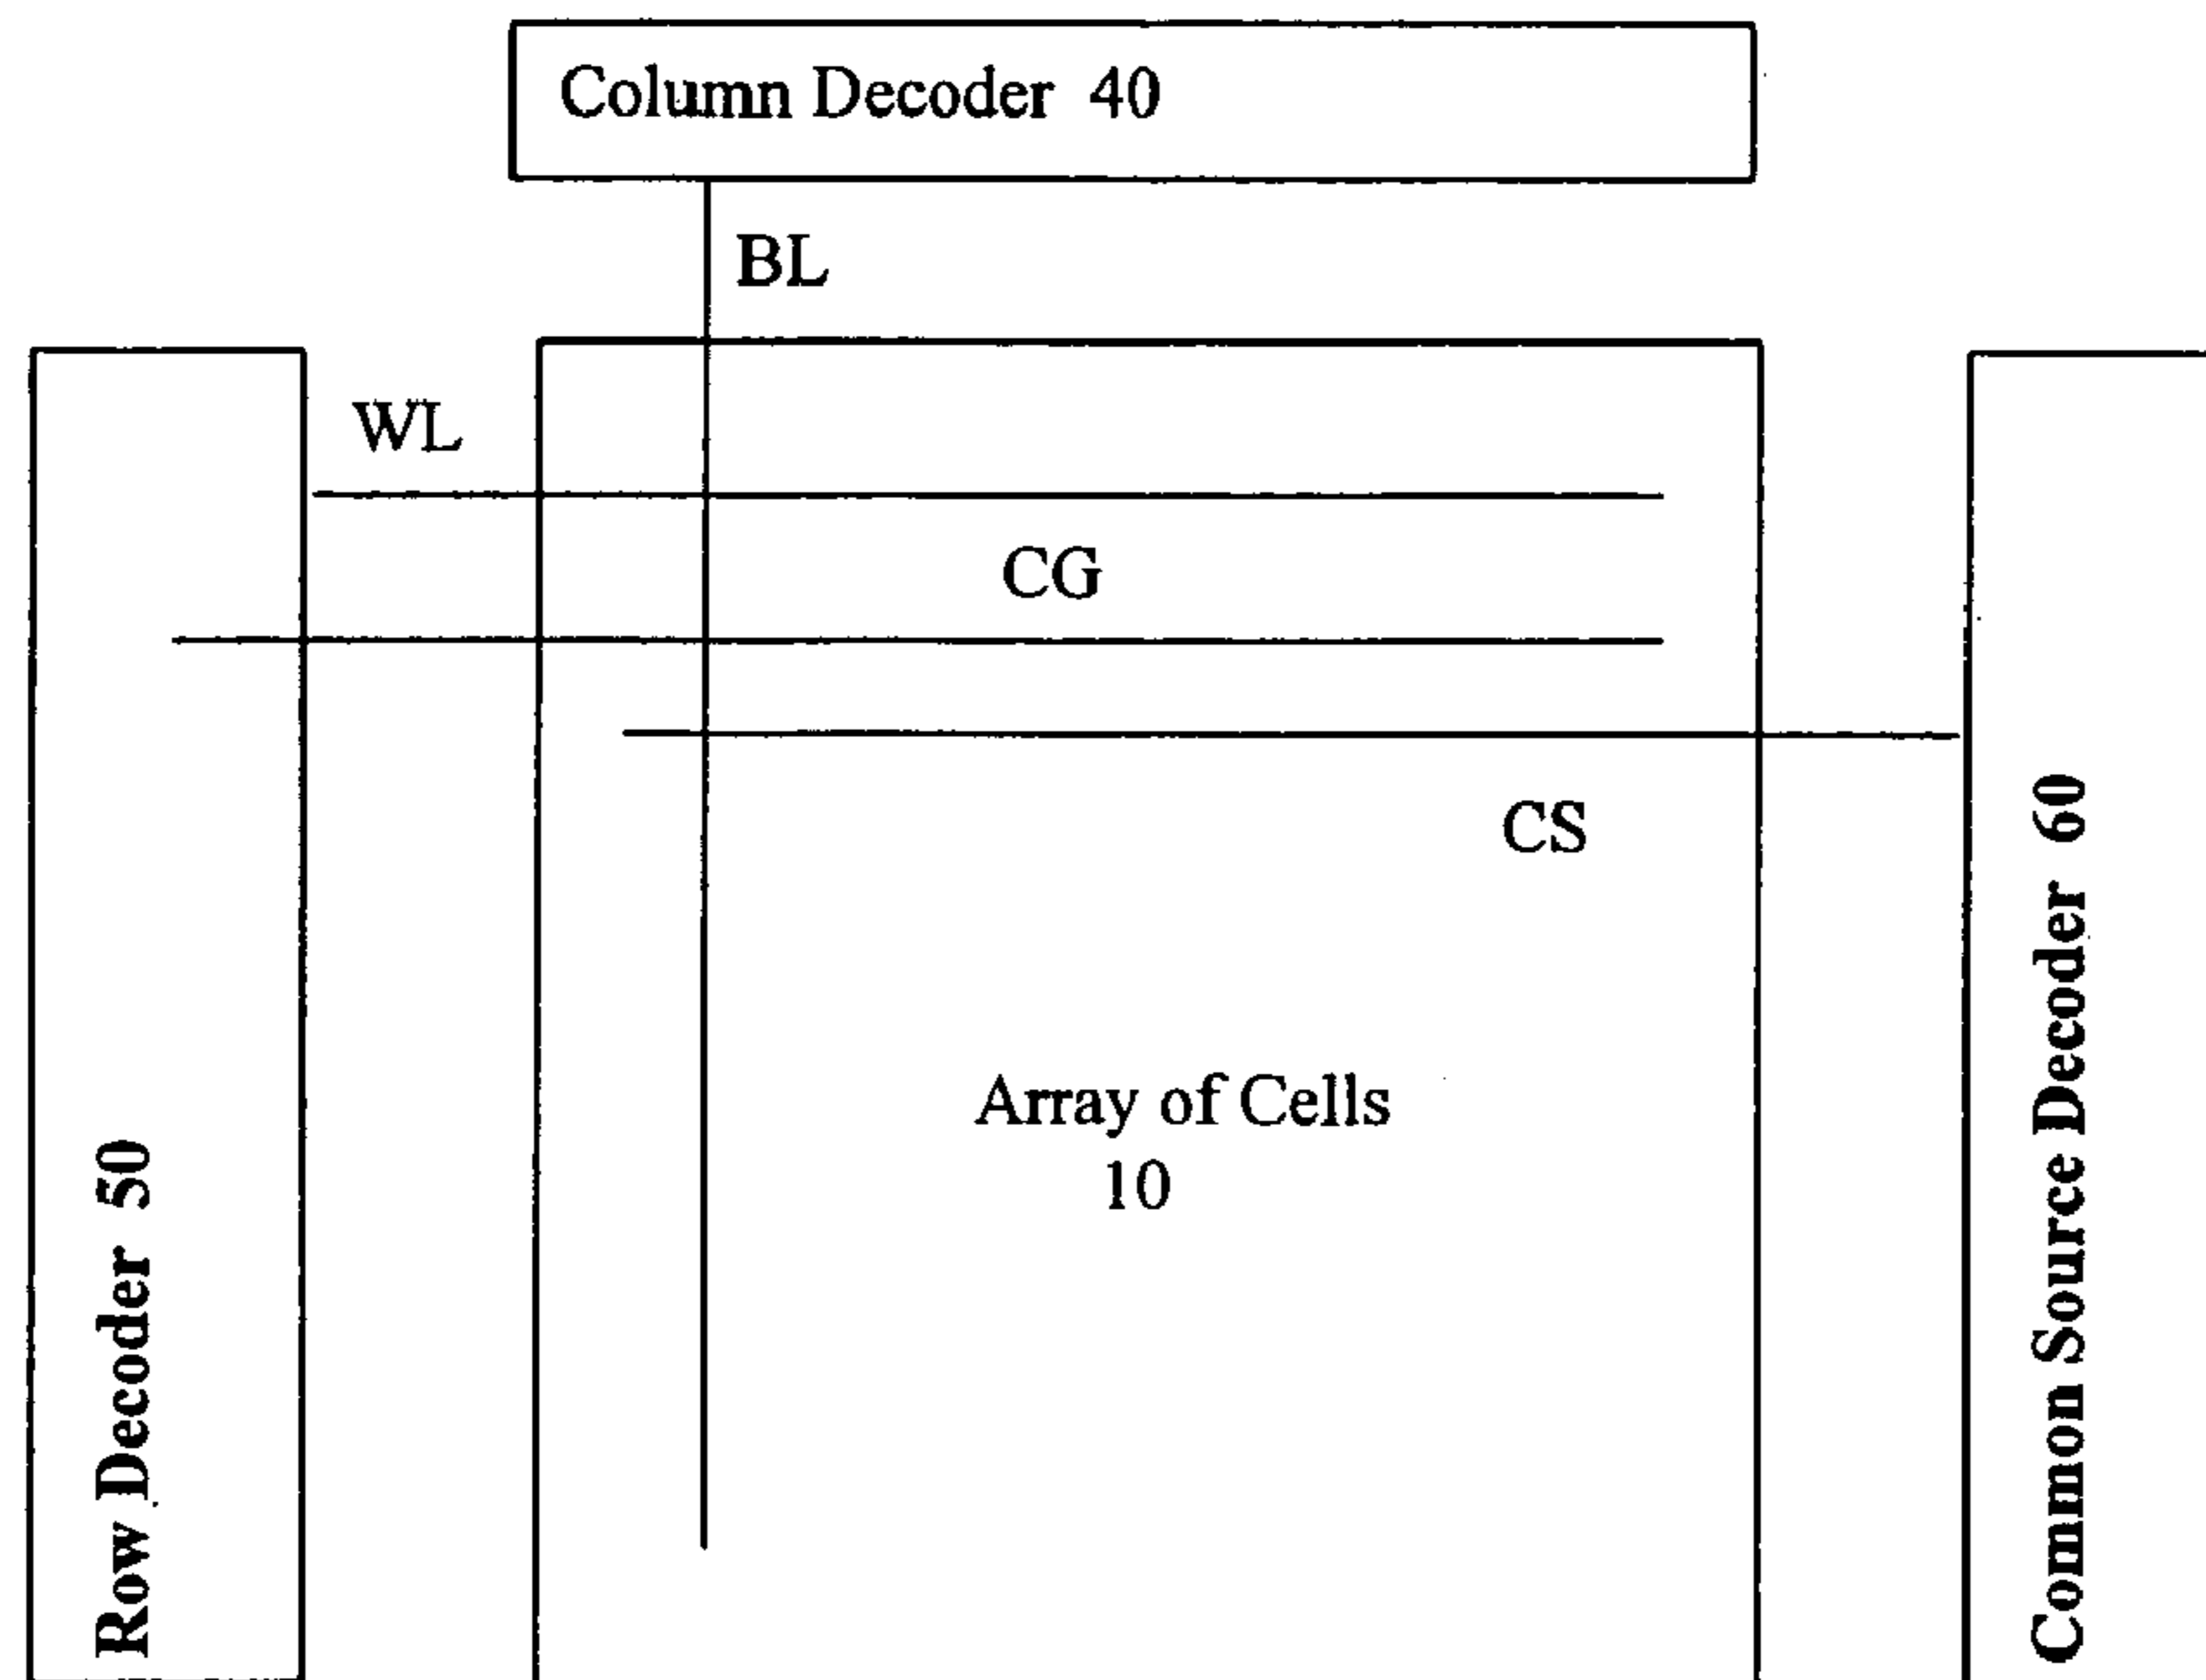 Column Decoder 40
BL
WL
CG
CS
Array of Cells
10
Row Decoder 50
Common Source Decoder 60